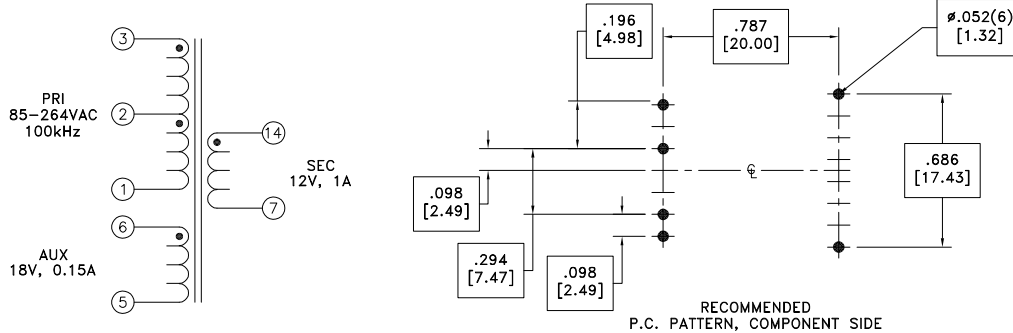 3
PRI
85-264VAC
100kHz
2
1
14
SEC
12V, 1A
7
6
AUX
18V, 0.15A
5
.196
[4.98]
.787
[20.00]
⌀.052(6)
[1.32]
.098
[2.49]
℄
.686
[17.43]
.294
[7.47]
.098
[2.49]
RECOMMENDED
P.C. PATTERN, COMPONENT SIDE